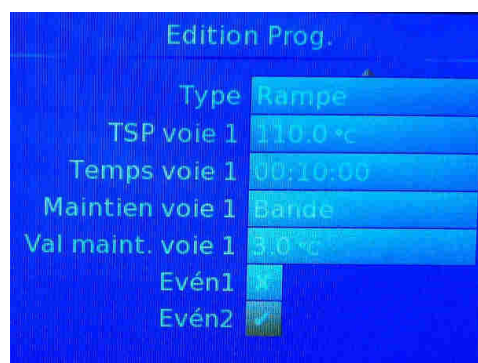 Edition Prog.
Type Rampe
TSP voie 1 110.0 °C
Temps voie 1 00:10:00
Maintien voie 1 Bande
Val maint. voie 1 3.0 °C
Evén1 ✗
Evén2 ✓